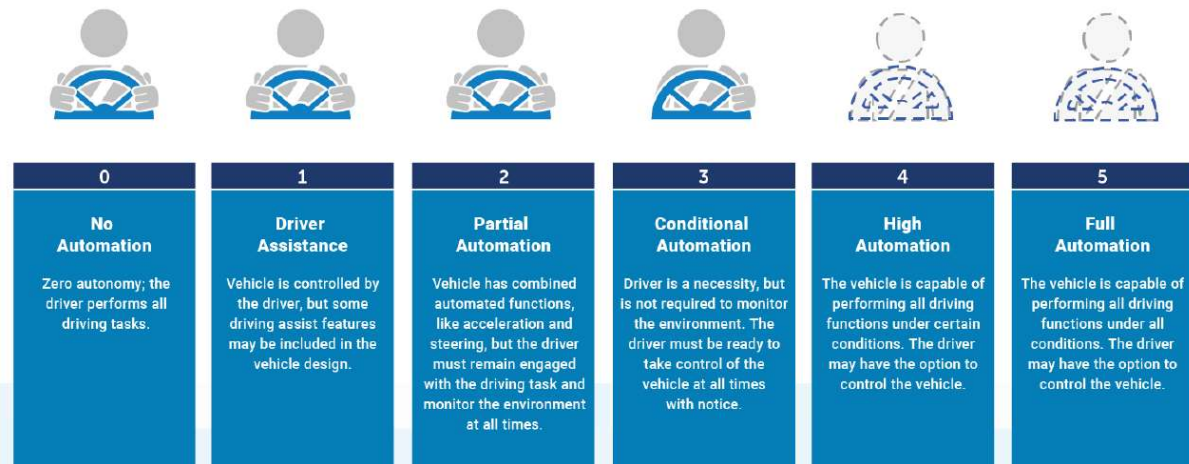 0
No
Automation
Zero autonomy; the
driver performs all
driving tasks.
1
Driver
Assistance
Vehicle is controlled by
the driver, but some
driving assist features
may be included in the
vehicle design.
2
Partial
Automation
Vehicle has combined
automated functions,
like acceleration and
steering, but the driver
must remain engaged
with the driving task and
monitor the environment
at all times.
3
Conditional
Automation
Driver is a necessity, but
is not required to monitor
the environment. The
driver must be ready to
take control of the
vehicle at all times
with notice.
4
High
Automation
The vehicle is capable of
performing all driving
functions under certain
conditions. The driver
may have the option to
control the vehicle.
5
Full
Automation
The vehicle is capable of
performing all driving
functions under all
conditions. The driver
may have the option to
control the vehicle.